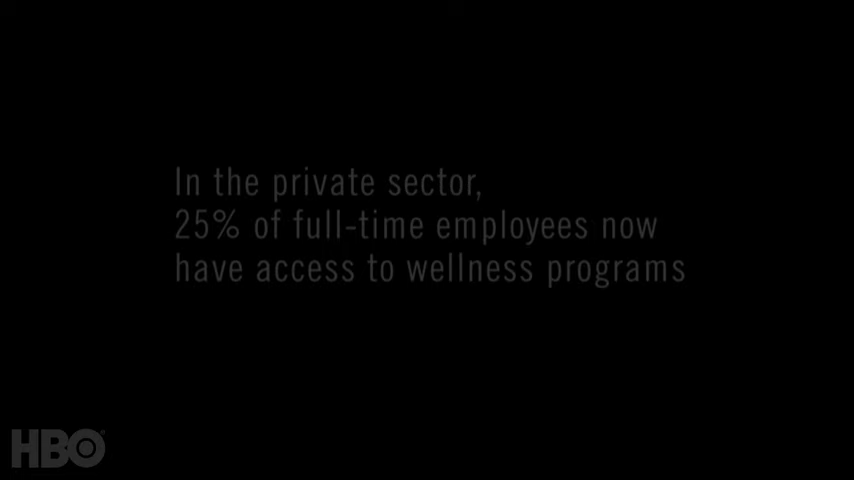 In the private sector,
25% of full-time employees now
have access to wellness programs
HBO